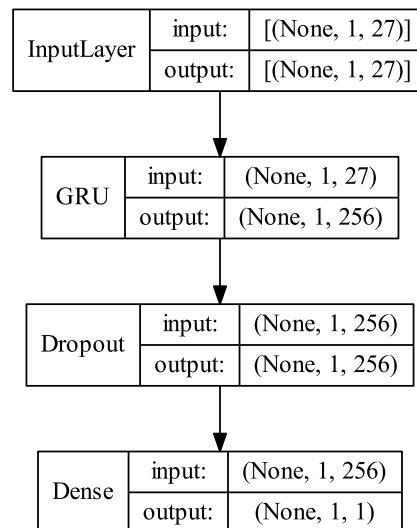 InputLayer
input: [(None, 1, 27)]
output: [(None, 1, 27)]
GRU
input: (None, 1, 27)
output: (None, 1, 256)
Dropout
input: (None, 1, 256)
output: (None, 1, 256)
Dense
input: (None, 1, 256)
output: (None, 1, 1)